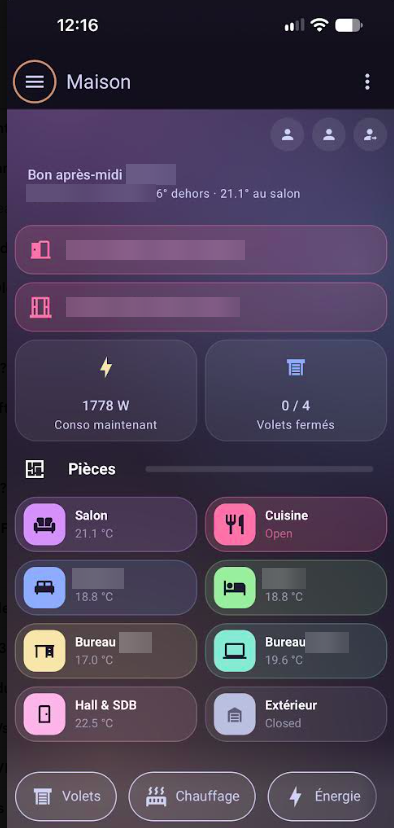 12:16
Maison
Bon après-midi
6° dehors · 21.1° au salon
1778 W
Conso maintenant
0 / 4
Volets fermés
Pièces
Salon
21.1 °C
Cuisine
Open
18.8 °C
18.8 °C
Bureau
17.0 °C
Bureau
19.6 °C
Hall & SDB
22.5 °C
Extérieur
Closed
Volets
Chauffage
Énergie